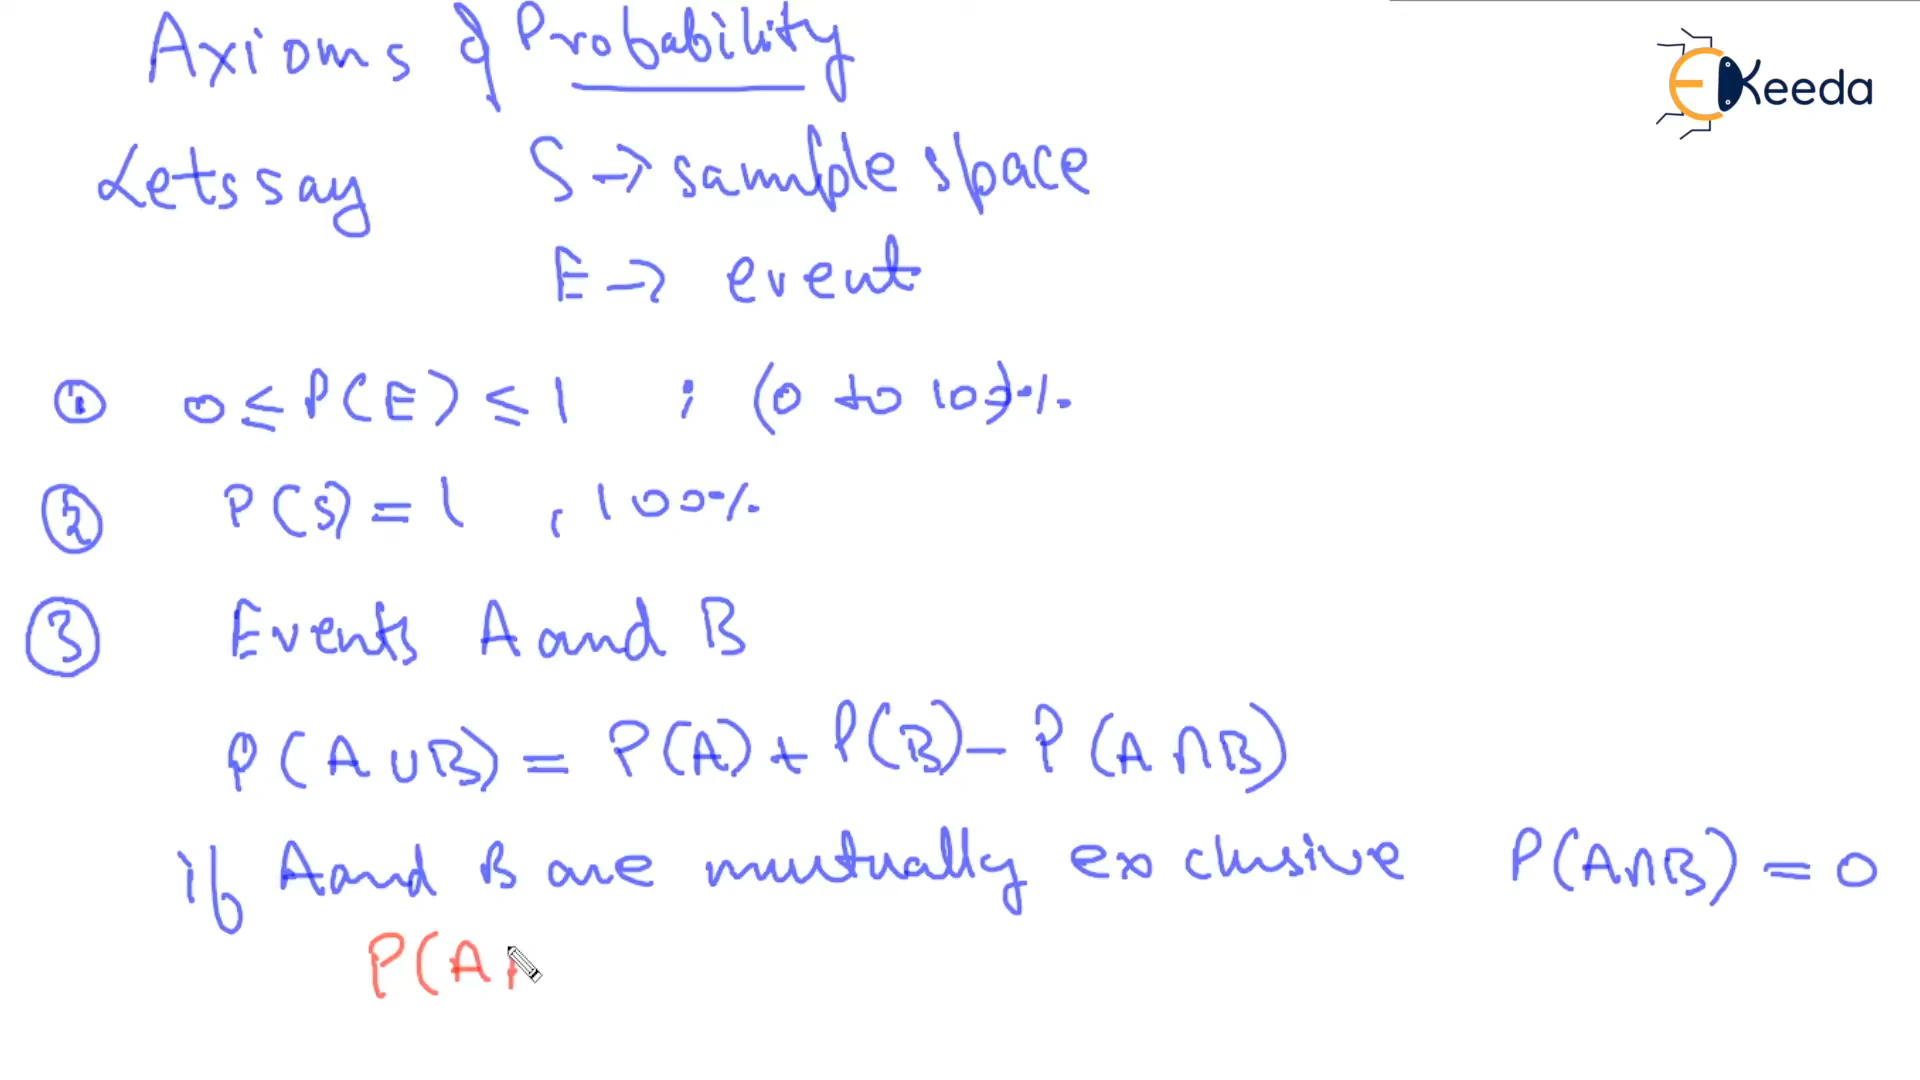 Axioms of Probability
EKeeda
Lets say S → sample space
E → event
① 0 ≤ P(E) ≤ 1 ; (0 to 100)%
② P(S) = 1 , 100%
③ Events A and B
P(A∪B) = P(A) + P(B) - P(A∩B)
if A and B are mutually exclusive P(A∩B) = 0
P(A